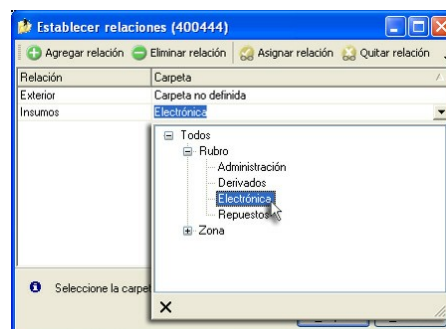 Establecer relaciones (400444)
Agregar relación Eliminar relación Asignar relación Quitar relación
Relación Carpeta
Exterior Carpeta no definida
Insumos Electrónica
Todos
Rubro
Administración
Derivados
Electrónica
Repuestos
Zona
Seleccione la